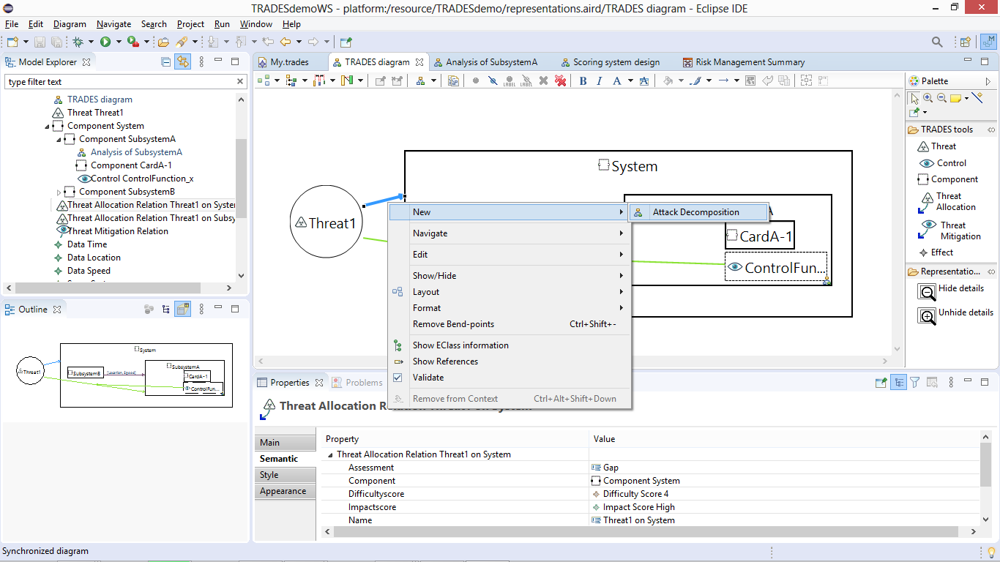 TRADESdemoWS - platform:/resource/TRADESdemo/representations.aird/TRADES diagram - Eclipse IDE
File Edit Diagram Navigate Search Project Run Window Help
Model Explorer
type filter text
TRADES diagram
Threat Threat1
Component System
Component SubsystemA
Analysis of SubsystemA
Component CardA-1
Control ControlFunction_x
Component SubsystemB
Threat Allocation Relation Threat1 on System
Threat Allocation Relation Threat1 on Subsy
Threat Mitigation Relation
Data Time
Data Location
Data Speed
Outline
Threat1
System
SubsystemB
[Location, Speed]
SubsystemA
CardA-1
ControlFun...
My.trades
TRADES diagram
Analysis of SubsystemA
Scoring system design
Risk Management Summary
LABEL LABEL
B I A A
System
Threat1
A
CardA-1
ControlFun...
New
Attack Decomposition
Navigate
Edit
Show/Hide
Layout
Format
Remove Bend-points Ctrl+Shift+-
Show EClass information
Show References
Validate
Remove from Context Ctrl+Alt+Shift+Down
Palette
TRADES tools
Threat
Control
Component
Threat
Allocation
Threat
Mitigation
Effect
Representatio...
Hide details
Unhide details
Properties
Problems
Threat Allocation Relation Threat1 on System
Main
Semantic
Style
Appearance
Property Value
Threat Allocation Relation Threat1 on System
Assessment Gap
Component Component System
Difficultyscore Difficulty Score 4
Impactscore Impact Score High
Name Threat1 on System
Synchronized diagram